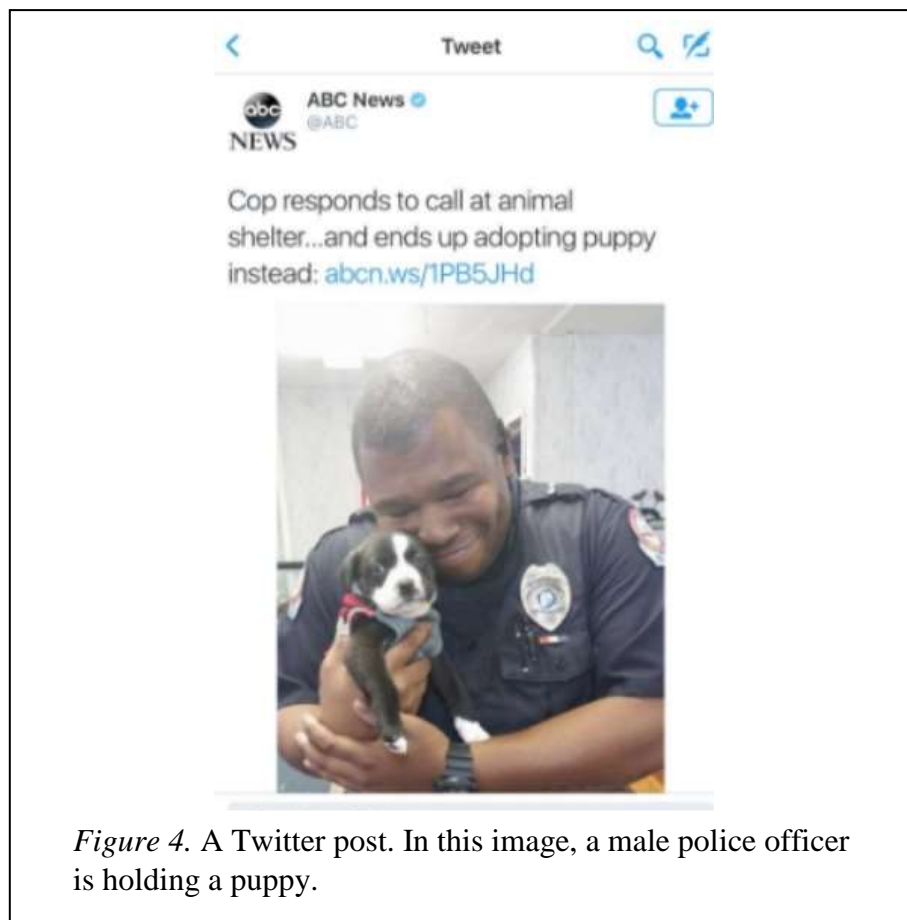 Tweet
abc
NEWS
ABC News
@ABC
Cop responds to call at animal
shelter...and ends up adopting puppy
instead: abcn.ws/1PB5JHd
Figure 4. A Twitter post. In this image, a male police officer
is holding a puppy.